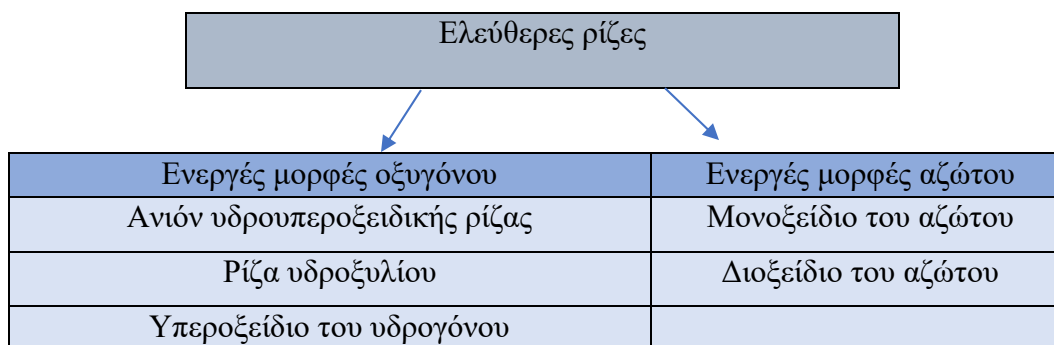 Ελεύθερες ρίζες
Ενεργές μορφές οξυγόνου
Ενεργές μορφές αζώτου
Ανιόν υδρουπεροξειδικής ρίζας
Μονοξείδιο του αζώτου
Ρίζα υδροξυλίου
Διοξείδιο του αζώτου
Υπεροξείδιο του υδρογόνου